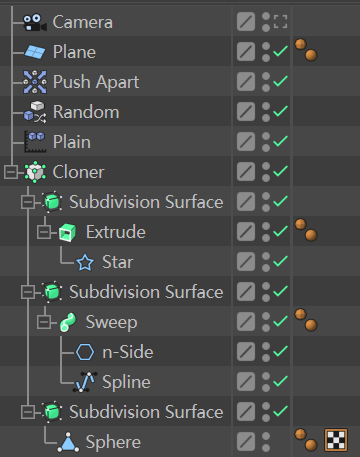 Camera
Plane
Push Apart
Random
Plain
Cloner
Subdivision Surface
Extrude
Star
Subdivision Surface
Sweep
n-Side
Spline
Subdivision Surface
Sphere